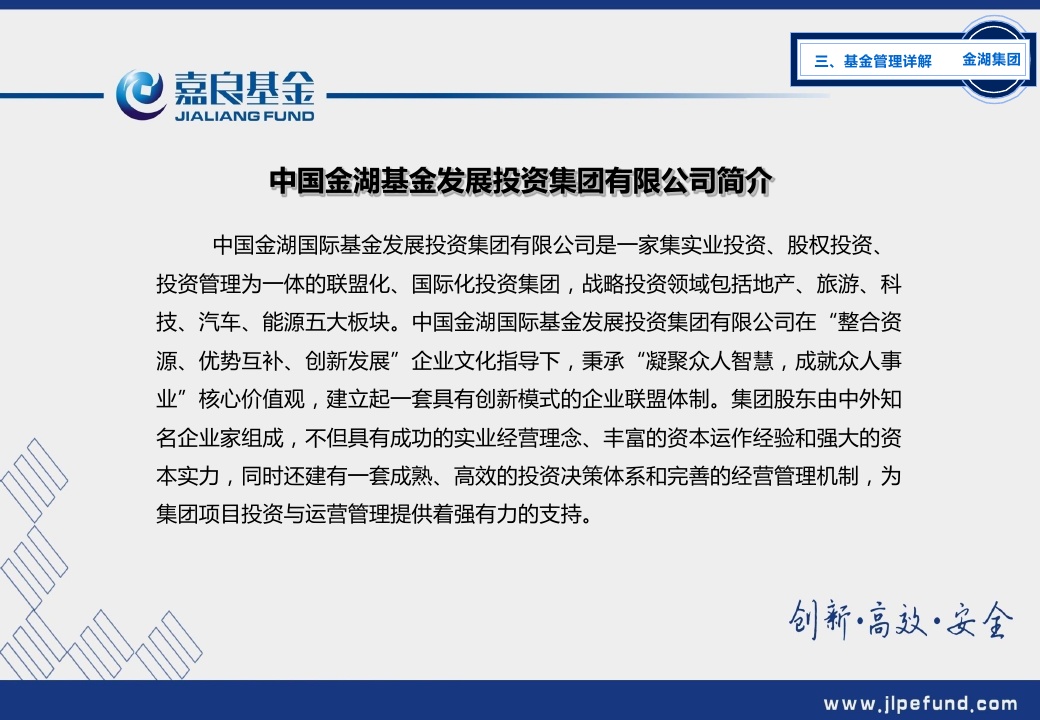 三、基金管理详解 金湖集团
嘉良基金
JIALIANG FUND
中国金湖基金发展投资集团有限公司简介
中国金湖国际基金发展投资集团有限公司是一家集实业投资、股权投资、
投资管理为一体的联盟化、国际化投资集团，战略投资领域包括地产、旅游、科
技、汽车、能源五大板块。中国金湖国际基金发展投资集团有限公司在“整合资
源、优势互补、创新发展”企业文化指导下，秉承“凝聚众人智慧，成就众人事
业”核心价值观，建立起一套具有创新模式的企业联盟体制。集团股东由中外知
名企业家组成，不但具有成功的实业经营理念、丰富的资本运作经验和强大的资
本实力，同时还建有一套成熟、高效的投资决策体系和完善的经营管理机制，为
集团项目投资与运营管理提供着强有力的支持。
创新·高效·安全
www.jlpefund.com